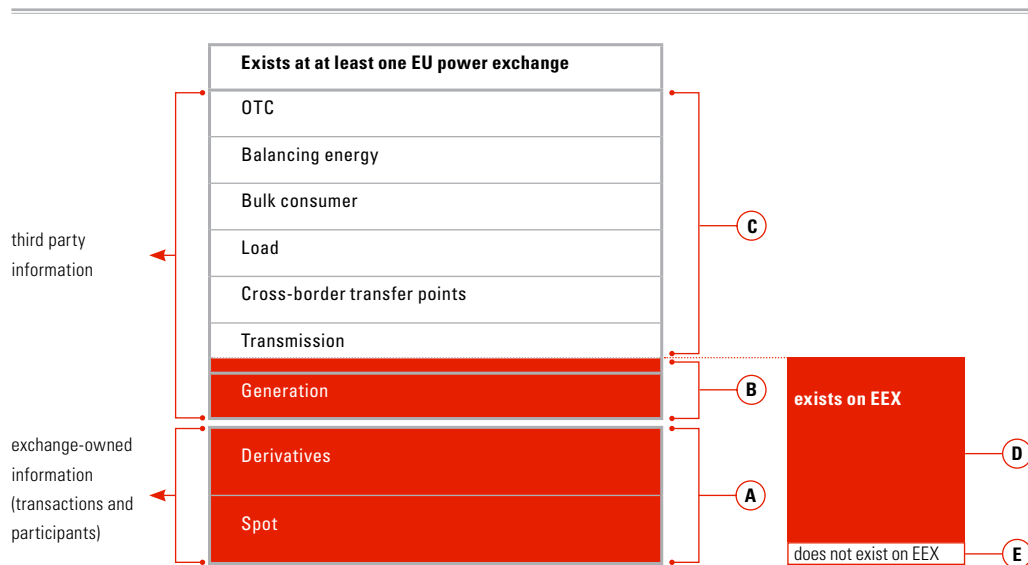 Exists at at least one EU power exchange
OTC
Balancing energy
Bulk consumer
Load
Cross-border transfer points
Transmission
Generation
Derivatives
Spot
third party
information
exchange-owned
information
(transactions and
participants)
C
B
A
exists on EEX
does not exist on EEX
D
E